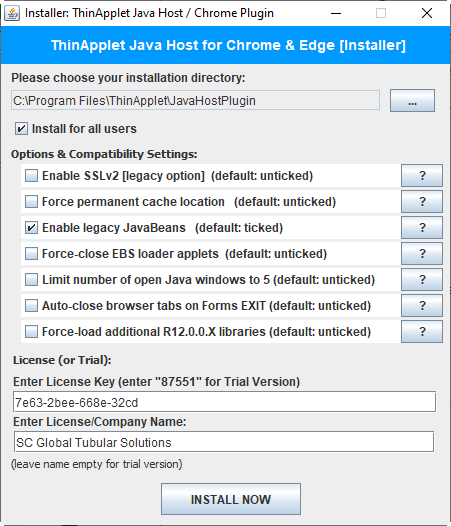 Installer: ThinApplet Java Host / Chrome Plugin
ThinApplet Java Host for Chrome & Edge [Installer]
Please choose your installation directory:
C:\Program Files\ThinApplet\JavaHostPlugin ...
Install for all users
Options & Compatibility Settings:
Enable SSLv2 [legacy option] (default: unticked) ?
Force permanent cache location (default: unticked) ?
Enable legacy JavaBeans (default: ticked) ?
Force-close EBS loader applets (default: unticked) ?
Limit number of open Java windows to 5 (default: unticked) ?
Auto-close browser tabs on Forms EXIT (default: unticked) ?
Force-load additional R12.0.0.X libraries (default: unticked) ?
License (or Trial):
Enter License Key (enter "87551" for Trial Version)
7e63-2bee-668e-32cd
Enter License/Company Name:
SC Global Tubular Solutions
(leave name empty for trial version)
INSTALL NOW